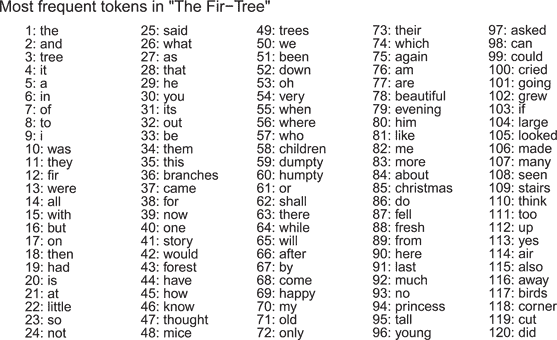 Most frequent tokens in "The Fir−Tree"
1: the
2: and
3: tree
4: it
5: a
6: in
7: of
8: to
9: i
10: was
11: they
12: fir
13: were
14: all
15: with
16: but
17: on
18: then
19: had
20: is
21: at
22: little
23: so
24: not
25: said
26: what
27: as
28: that
29: he
30: you
31: its
32: out
33: be
34: them
35: this
36: branches
37: came
38: for
39: now
40: one
41: story
42: would
43: forest
44: have
45: how
46: know
47: thought
48: mice
49: trees
50: we
51: been
52: down
53: oh
54: very
55: when
56: where
57: who
58: children
59: dumpty
60: humpty
61: or
62: shall
63: there
64: while
65: will
66: after
67: by
68: come
69: happy
70: my
71: old
72: only
73: their
74: which
75: again
76: am
77: are
78: beautiful
79: evening
80: him
81: like
82: me
83: more
84: about
85: christmas
86: do
87: fell
88: fresh
89: from
90: here
91: last
92: much
93: no
94: princess
95: tall
96: young
97: asked
98: can
99: could
100: cried
101: going
102: grew
103: if
104: large
105: looked
106: made
107: many
108: seen
109: stairs
110: think
111: too
112: up
113: yes
114: air
115: also
116: away
117: birds
118: corner
119: cut
120: did